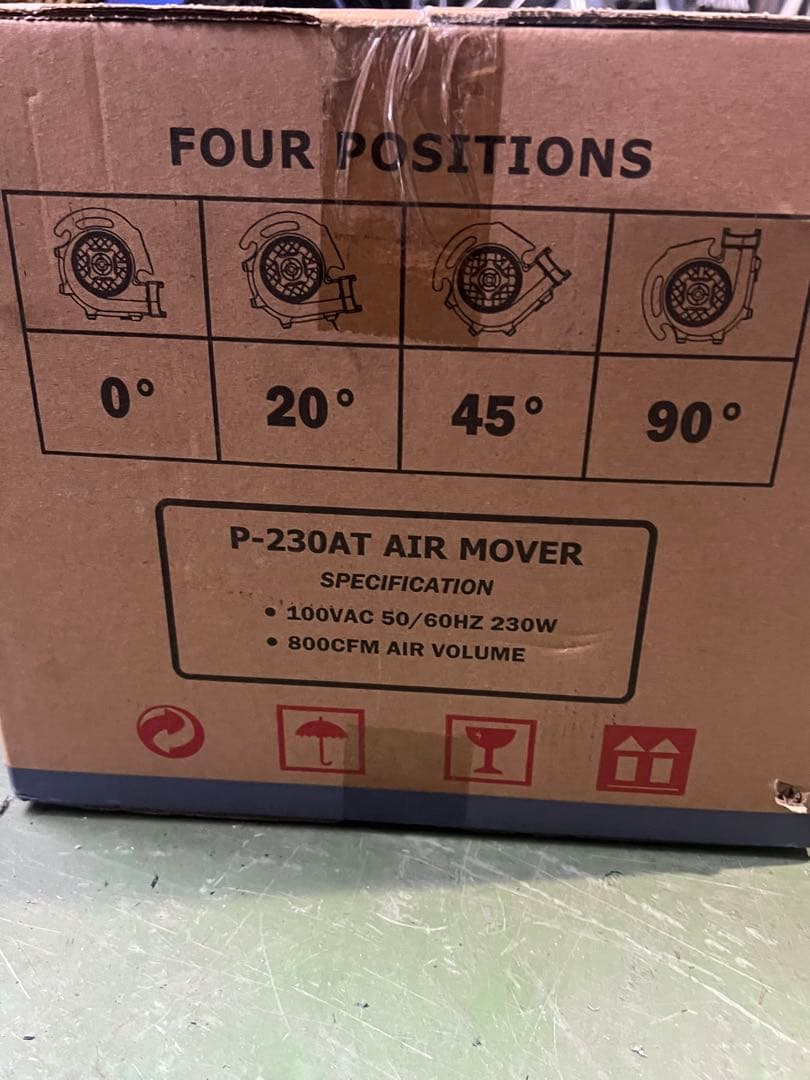 FOUR POSITIONS
0° 20° 45° 90°
P-230AT AIR MOVER
SPECIFICATION
• 100VAC 50/60HZ 230W
• 800CFM AIR VOLUME